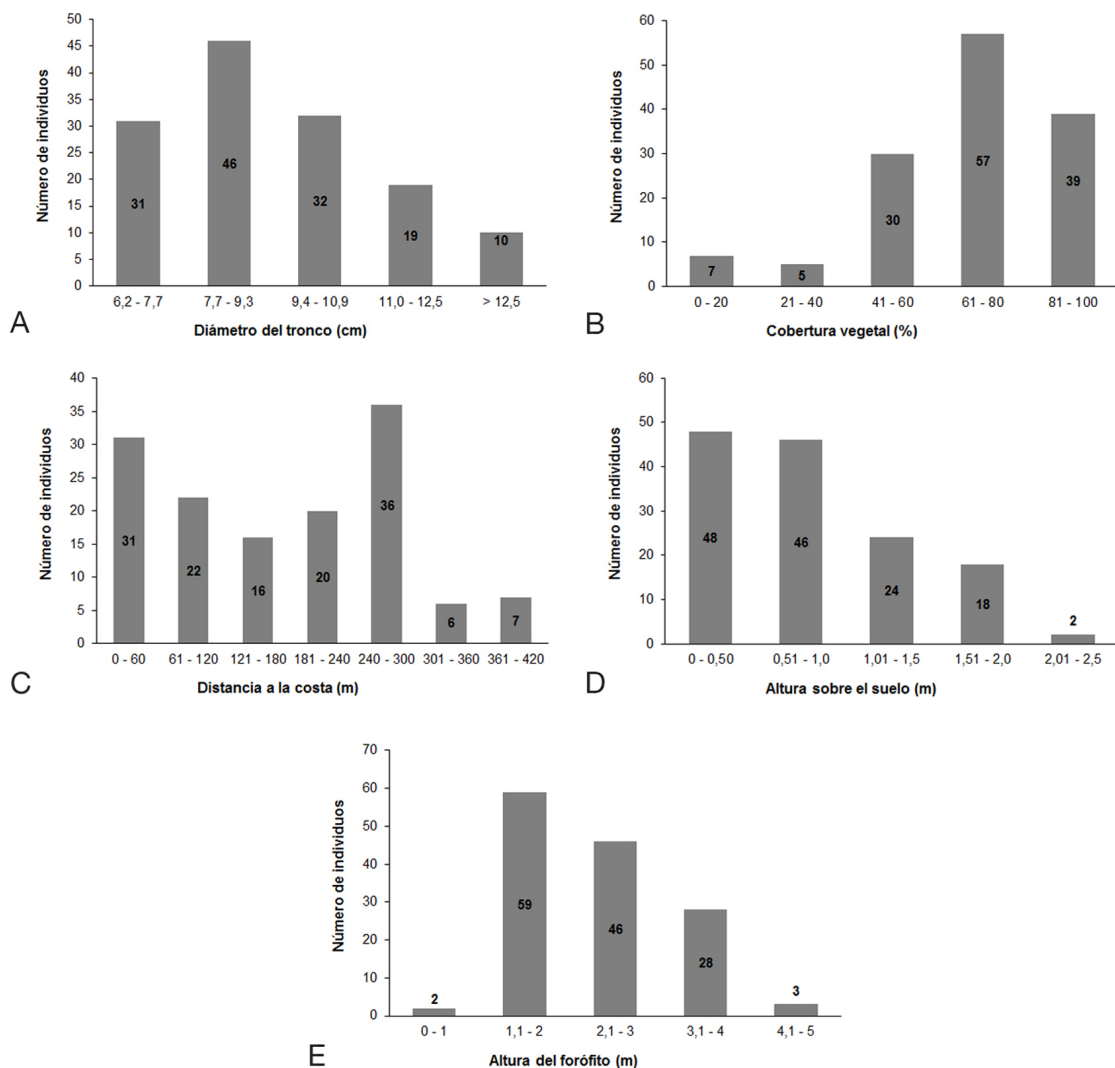 50
45
40
35
30
25
20
15
10
5
0
Número de individuos
31
46
32
19
10
6,2 - 7,7
7,7 - 9,3
9,4 - 10,9
11,0 - 12,5
> 12,5
Diámetro del tronco (cm)
A
60
50
40
30
20
10
0
Número de individuos
7
5
30
57
39
0 - 20
21 - 40
41 - 60
61 - 80
81 - 100
Cobertura vegetal (%)
B
40
35
30
25
20
15
10
5
0
Número de individuos
31
22
16
20
36
6
7
0 - 60
61 - 120
121 - 180
181 - 240
240 - 300
301 - 360
361 - 420
Distancia a la costa (m)
C
60
50
40
30
20
10
0
Número de individuos
48
46
24
18
2
0 - 0,50
0,51 - 1,0
1,01 - 1,5
1,51 - 2,0
2,01 - 2,5
Altura sobre el suelo (m)
D
70
60
50
40
30
20
10
0
Número de individuos
2
59
46
28
3
0 - 1
1,1 - 2
2,1 - 3
3,1 - 4
4,1 - 5
Altura del forófito (m)
E